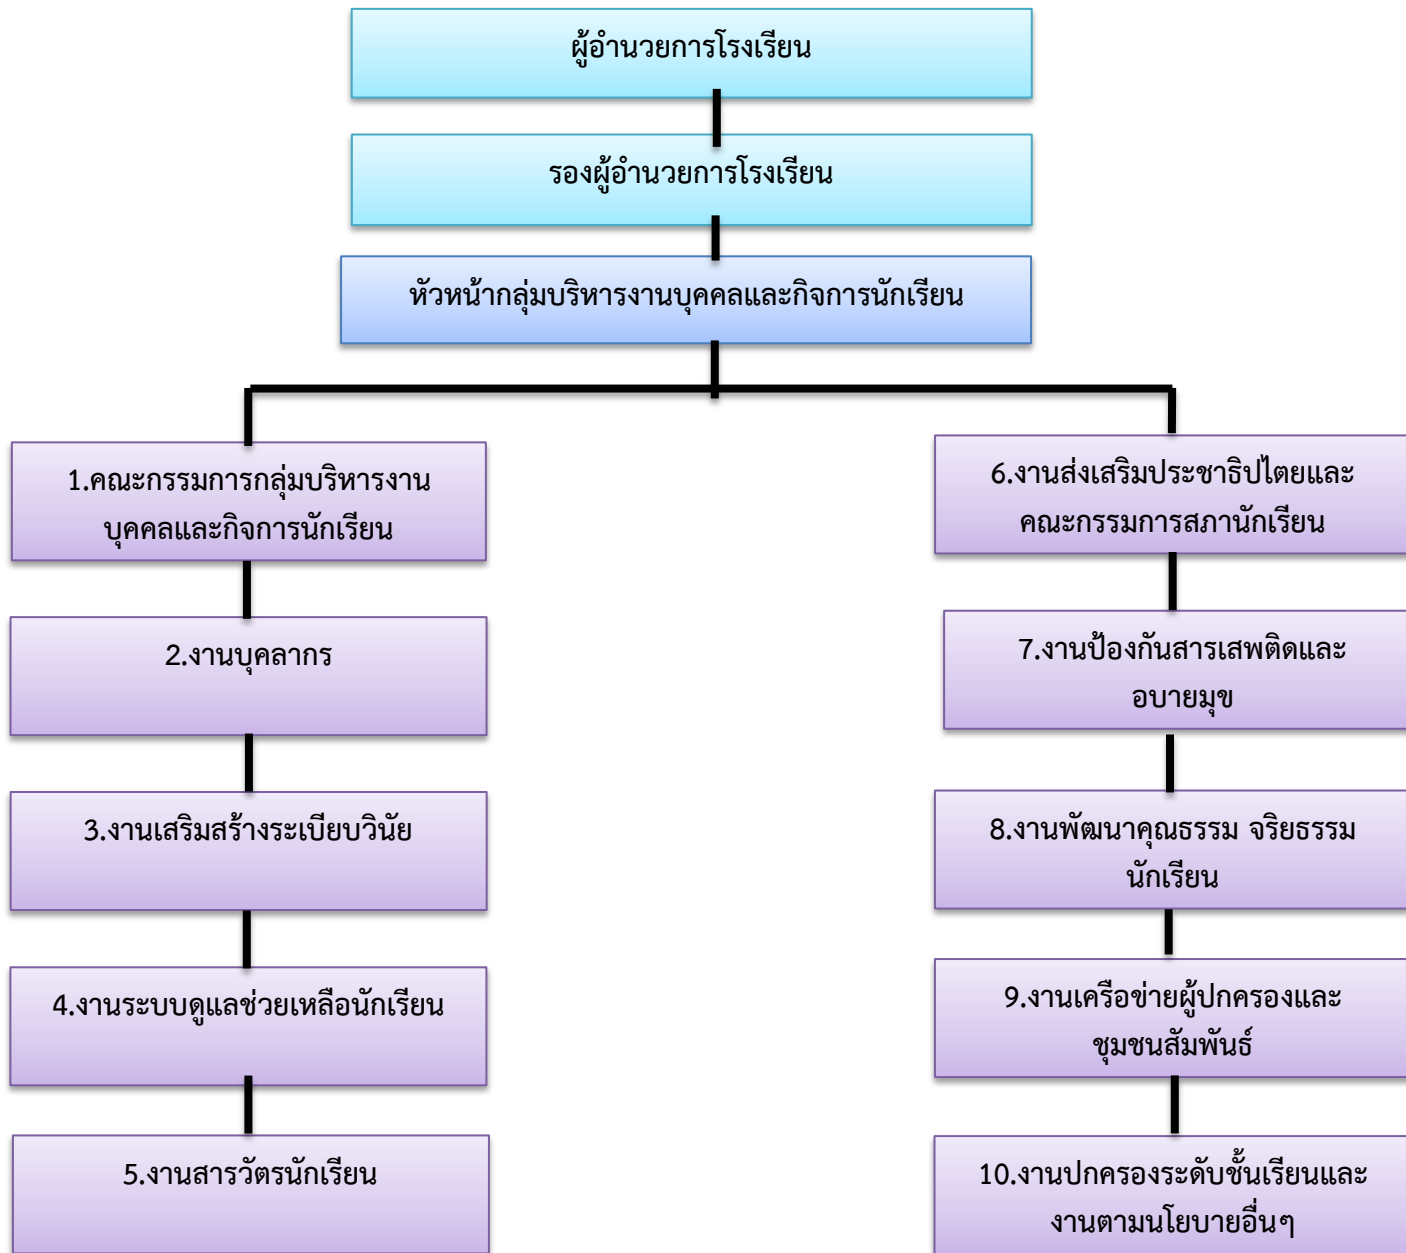 ผู้อำนวยการโรงเรียน
รองผู้อำนวยการโรงเรียน
หัวหน้ากลุ่มบริหารงานบุคคลและกิจการนักเรียน
1.คณะกรรมการกลุ่มบริหารงาน
บุคคลและกิจการนักเรียน
2.งานบุคลากร
3.งานเสริมสร้างระเบียบวินัย
4.งานระบบดูแลช่วยเหลือนักเรียน
5.งานสารวัตรนักเรียน
6.งานส่งเสริมประชาธิปไตยและ
คณะกรรมการสภานักเรียน
7.งานป้องกันสารเสพติดและ
อบายมุข
8.งานพัฒนาคุณธรรม จริยธรรม
นักเรียน
9.งานเครือข่ายผู้ปกครองและ
ชุมชนสัมพันธ์
10.งานปกครองระดับชั้นเรียนและ
งานตามนโยบายอื่นๆ